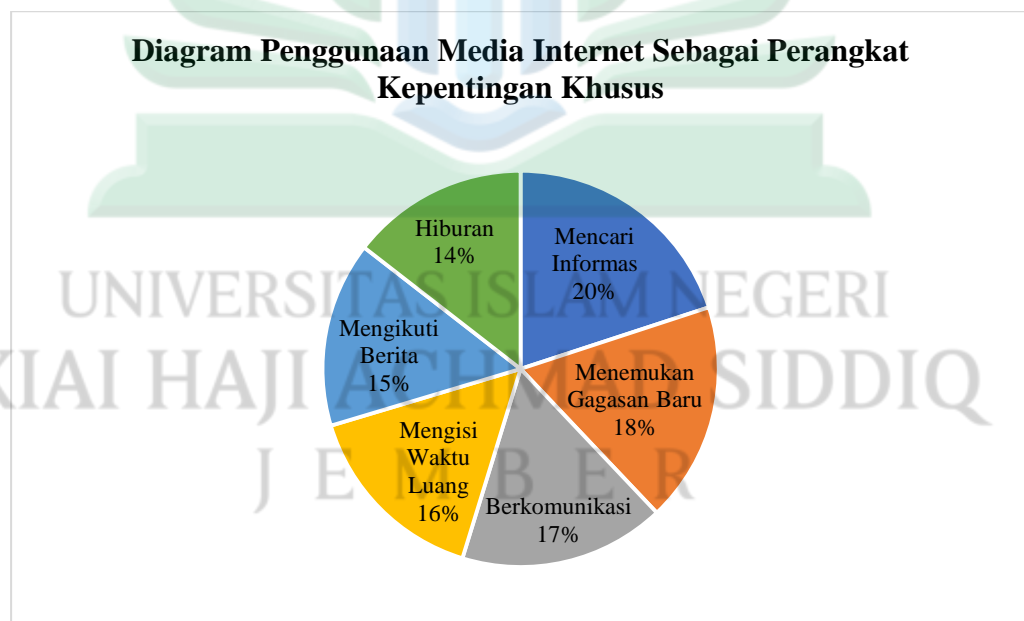 Diagram Penggunaan Media Internet Sebagai Perangkat
Kepentingan Khusus
Hiburan
14%
Mencari
Informas
20%
Mengikuti
Berita
15%
Menemukan
Gagasan Baru
18%
Mengisi
Waktu
Luang
16%
Berkomunikasi
17%
UNIVERSITAS ISLAM NEGERI
KIAI HAJI ACHMAD SIDDIQ
JEMBER